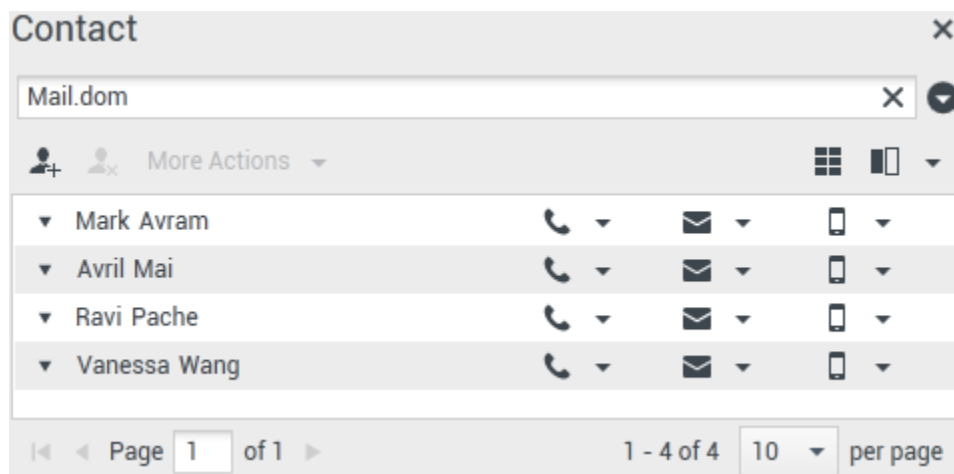 Contact
Mail.dom
More Actions
Mark Avram
Avril Mai
Ravi Pache
Vanessa Wang
Page 1 of 1 1 - 4 of 4 10 per page